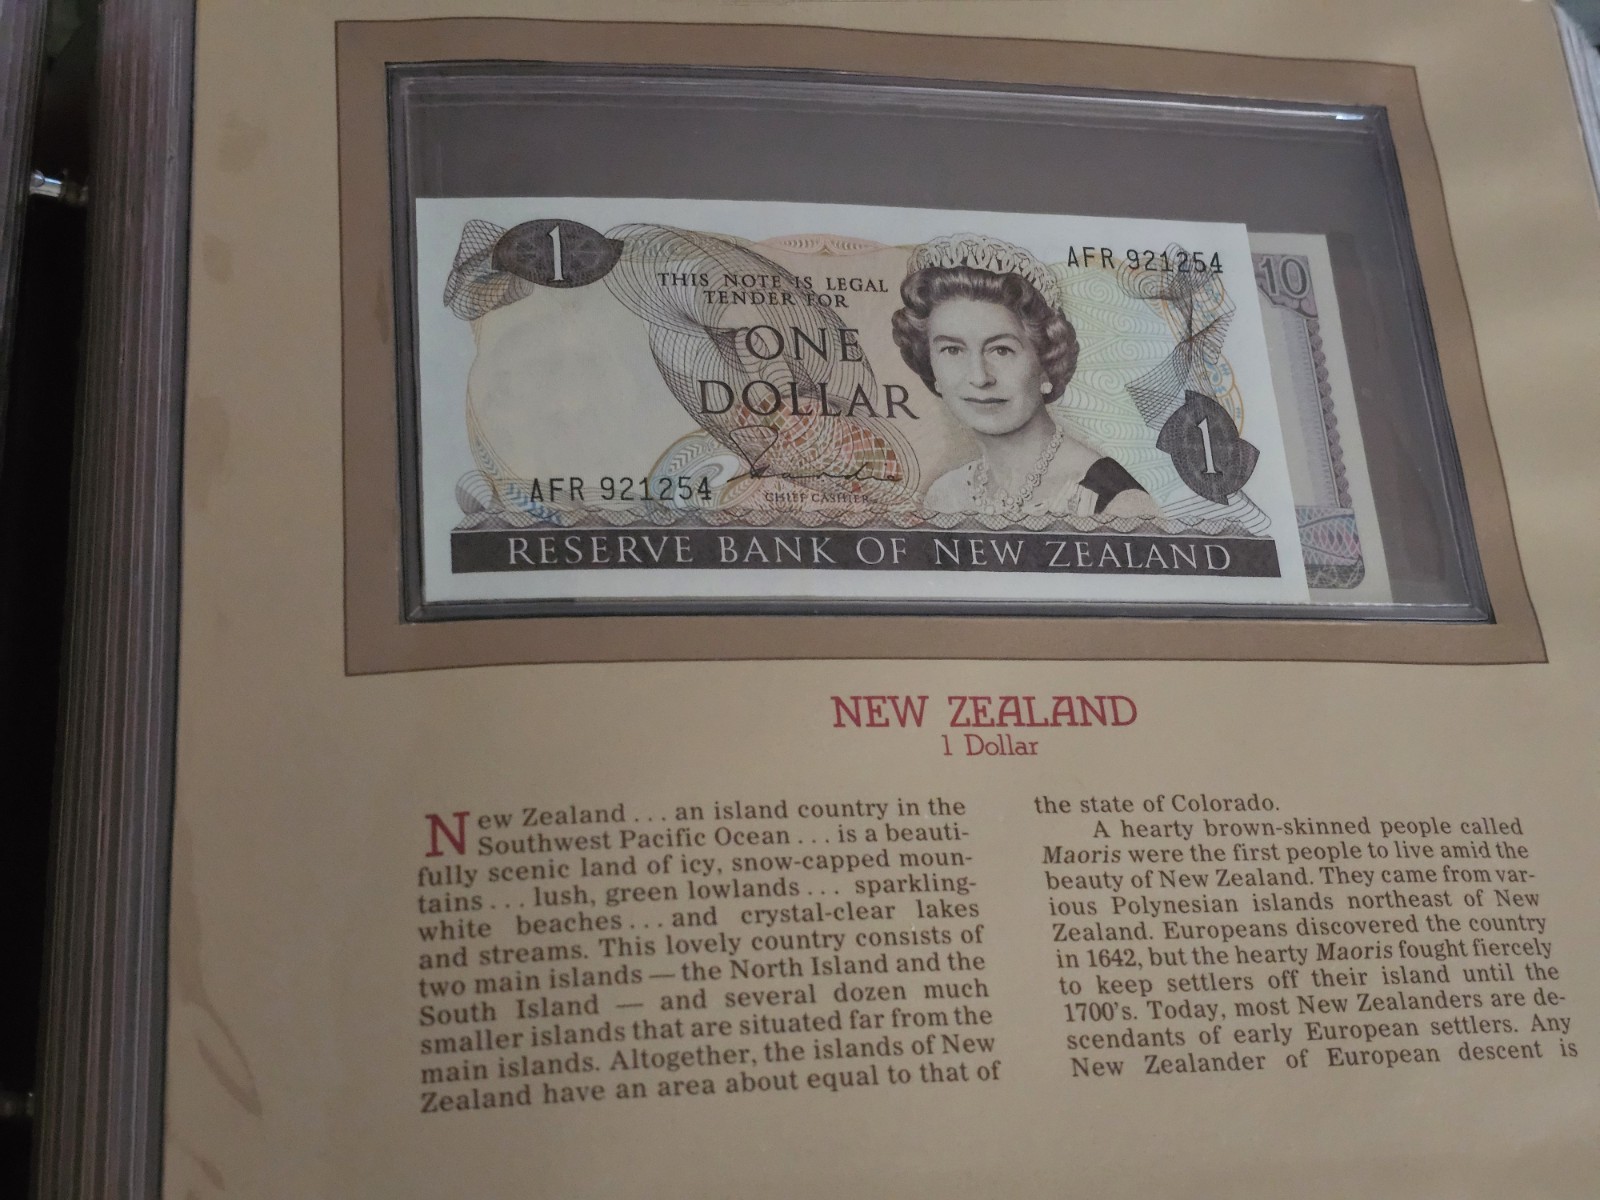 1
AFR 921254
10
THIS NOTE IS LEGAL
TENDER FOR
ONE
DOLLAR
AFR 921254
CHIEF CASHIER
1
RESERVE BANK OF NEW ZEALAND
NEW ZEALAND
1 Dollar
New Zealand . . . an island country in the
Southwest Pacific Ocean . . . is a beauti-
fully scenic land of icy, snow-capped moun-
tains . . . lush, green lowlands . . . sparkling-
white beaches . . . and crystal-clear lakes
and streams. This lovely country consists of
two main islands — the North Island and the
South Island — and several dozen much
smaller islands that are situated far from the
main islands. Altogether, the islands of New
Zealand have an area about equal to that of
the state of Colorado.
A hearty brown-skinned people called
Maoris were the first people to live amid the
beauty of New Zealand. They came from var-
ious Polynesian islands northeast of New
Zealand. Europeans discovered the country
in 1642, but the hearty Maoris fought fiercely
to keep settlers off their island until the
1700's. Today, most New Zealanders are de-
scendants of early European settlers. Any
New Zealander of European descent is